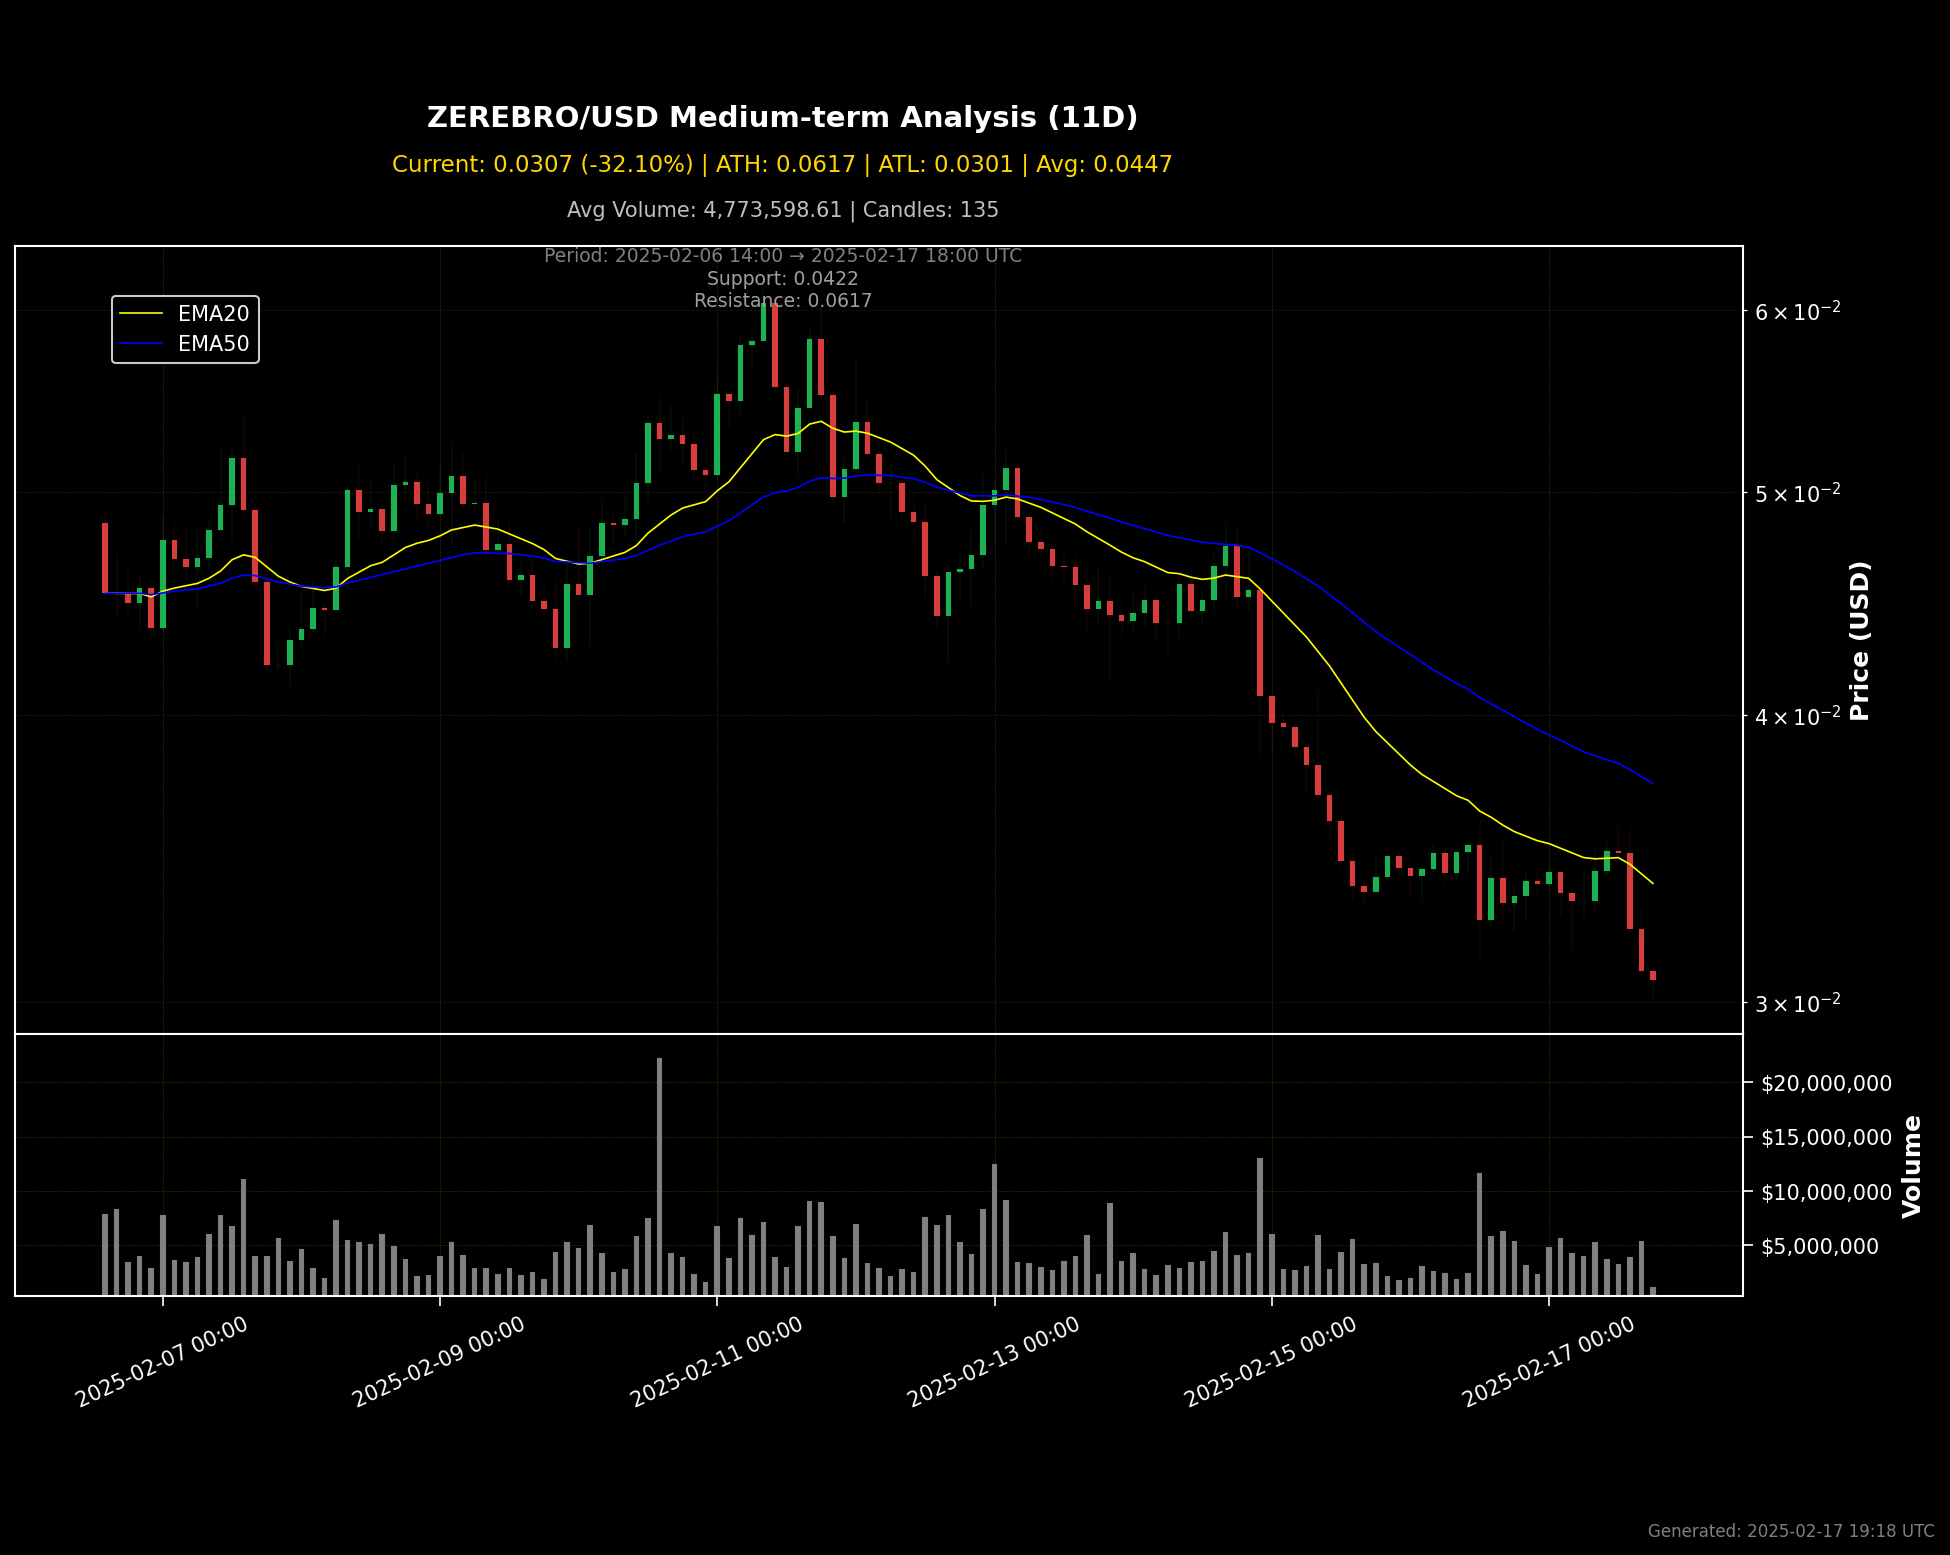 ZEREBRO/USD Medium-term Analysis (11D)
Current: 0.0307 (-32.10%) | ATH: 0.0617 | ATL: 0.0301 | Avg: 0.0447
Avg Volume: 4,773,598.61 | Candles: 135
Period: 2025-02-06 14:00 → 2025-02-17 18:00 UTC
Support: 0.0422
Resistance: 0.0617
EMA20
EMA50
6 × 10⁻²
5 × 10⁻²
4 × 10⁻²
3 × 10⁻²
Price (USD)
$20,000,000
$15,000,000
$10,000,000
$5,000,000
Volume
2025-02-07 00:00
2025-02-09 00:00
2025-02-11 00:00
2025-02-13 00:00
2025-02-15 00:00
2025-02-17 00:00
Generated: 2025-02-17 19:18 UTC